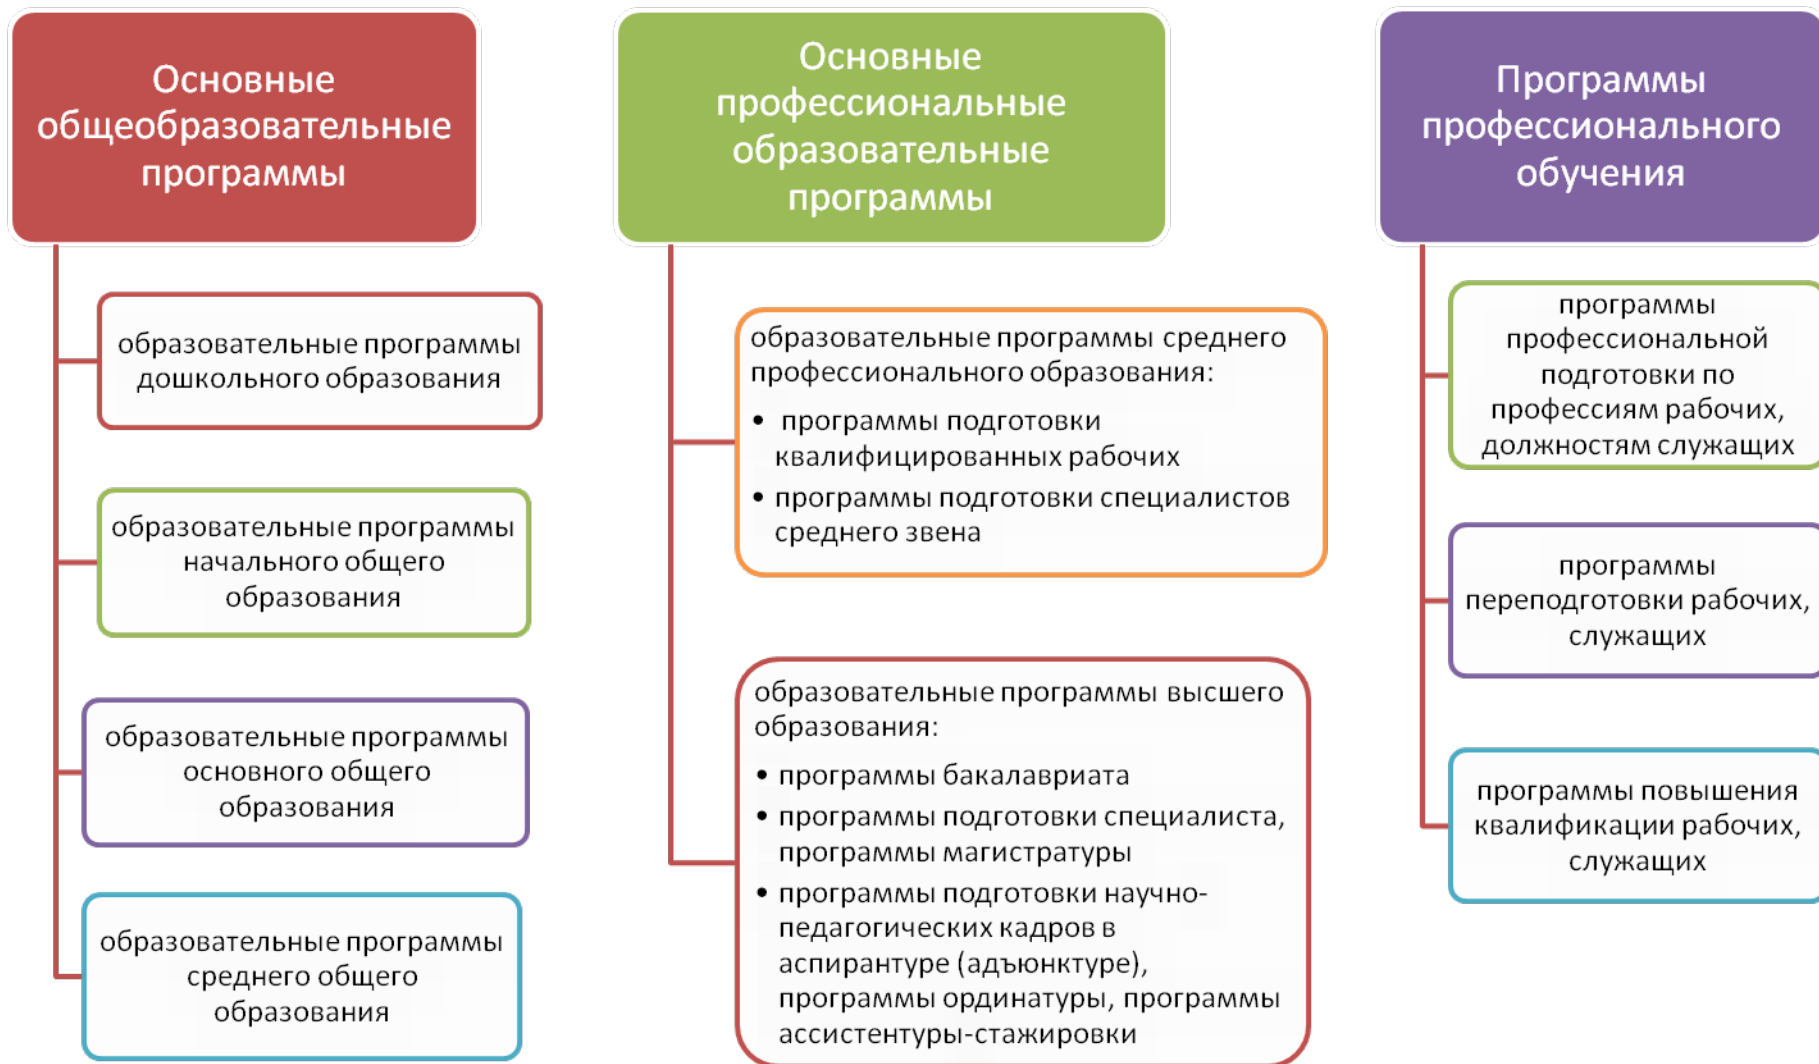 Основные
общеобразовательные
программы
образовательные программы
дошкольного образования
образовательные программы
начального общего
образования
образовательные программы
основного общего
образования
образовательные программы
среднего общего
образования
Основные
профессиональные
образовательные
программы
образовательные программы среднего
профессионального образования:
• программы подготовки
квалифицированных рабочих
• программы подготовки специалистов
среднего звена
образовательные программы высшего
образования:
• программы бакалавриата
• программы подготовки специалиста,
программы магистратуры
• программы подготовки научно-
педагогических кадров в
аспирантуре (адъюнктуре),
программы ординатуры, программы
ассистентуры-стажировки
Программы
профессионального
обучения
программы
профессиональной
подготовки по
профессиям рабочих,
должностям служащих
программы
переподготовки рабочих,
служащих
программы повышения
квалификации рабочих,
служащих